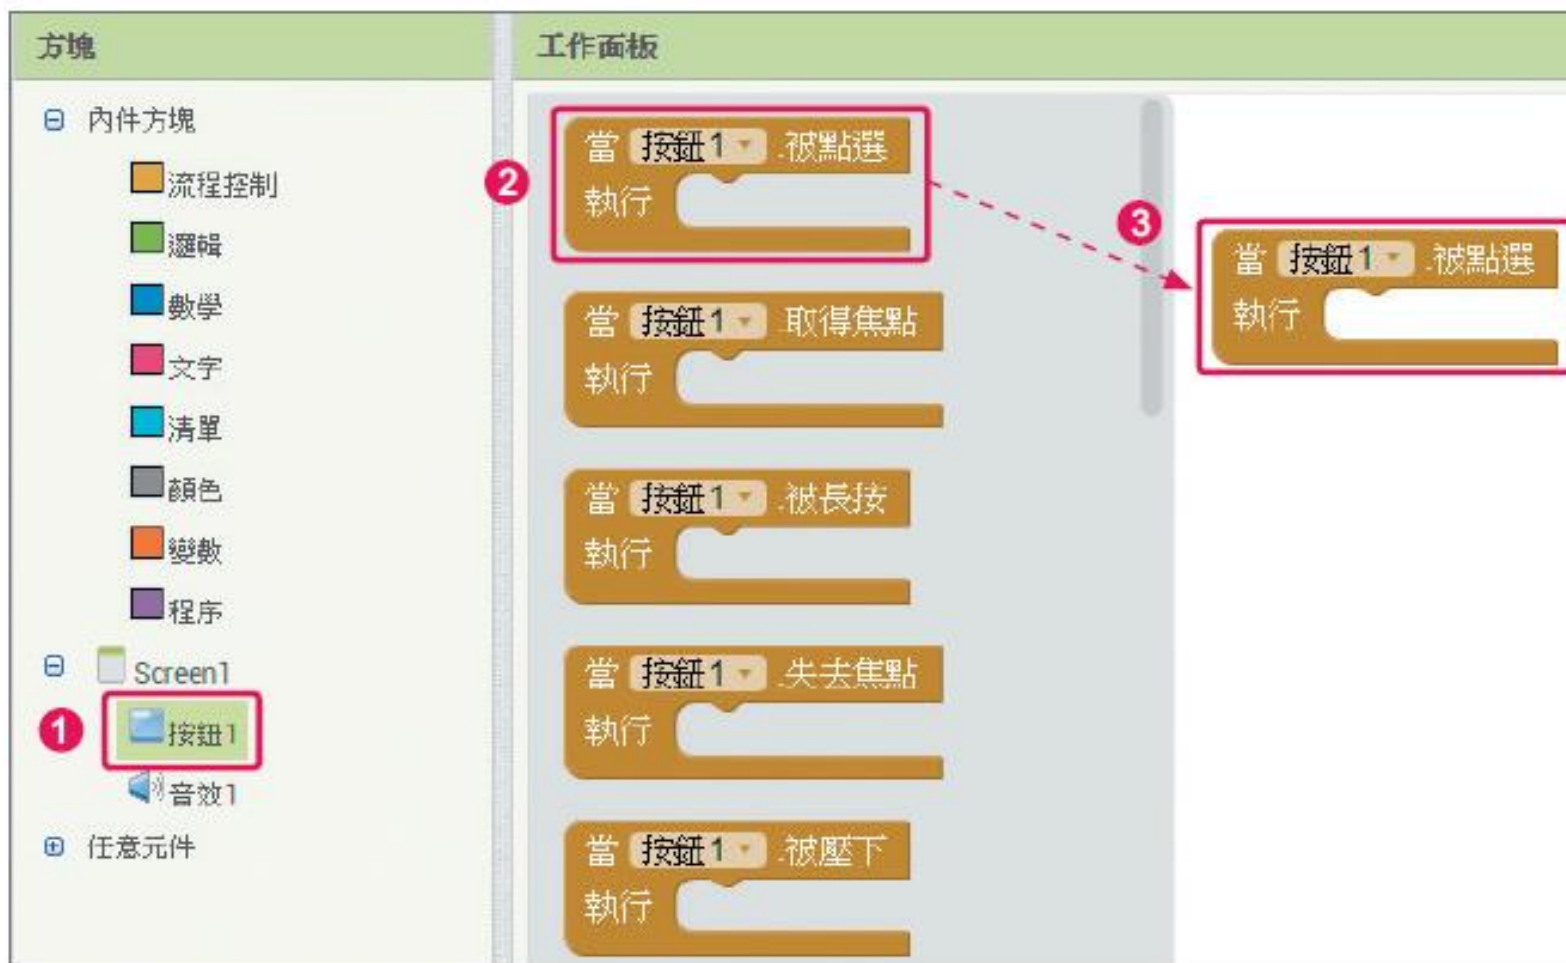 方塊
內件方塊
流程控制
邏輯
數學
文字
清單
顏色
變數
程序
Screen1
1 按鈕1
音效1
任意元件
工作面板
2
當 按鈕1 .被點選
執行
當 按鈕1 .取得焦點
執行
當 按鈕1 .被長按
執行
當 按鈕1 .失去焦點
執行
當 按鈕1 .被壓下
執行
3
當 按鈕1 .被點選
執行